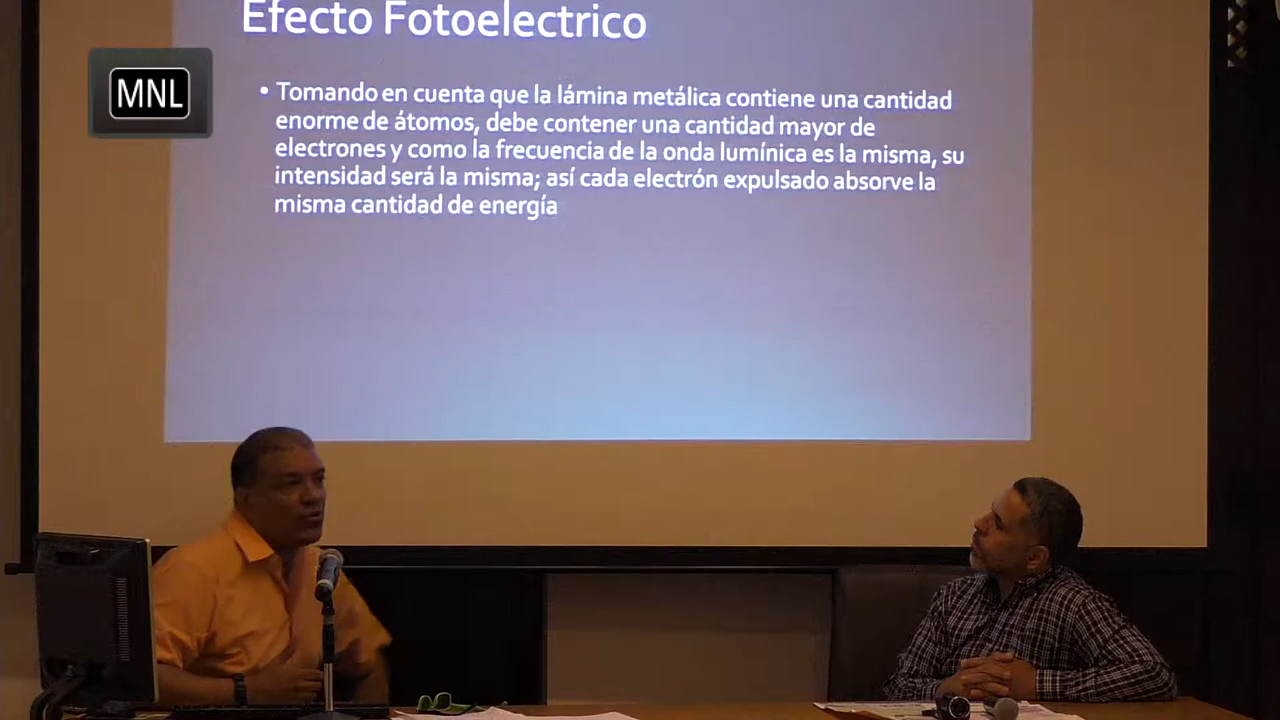 Efecto Fotoelectrico
MNL
• Tomando en cuenta que la lámina metálica contiene una cantidad
enorme de átomos, debe contener una cantidad mayor de
electrones y como la frecuencia de la onda lumínica es la misma, su
intensidad será la misma; así cada electrón expulsado absorve la
misma cantidad de energía